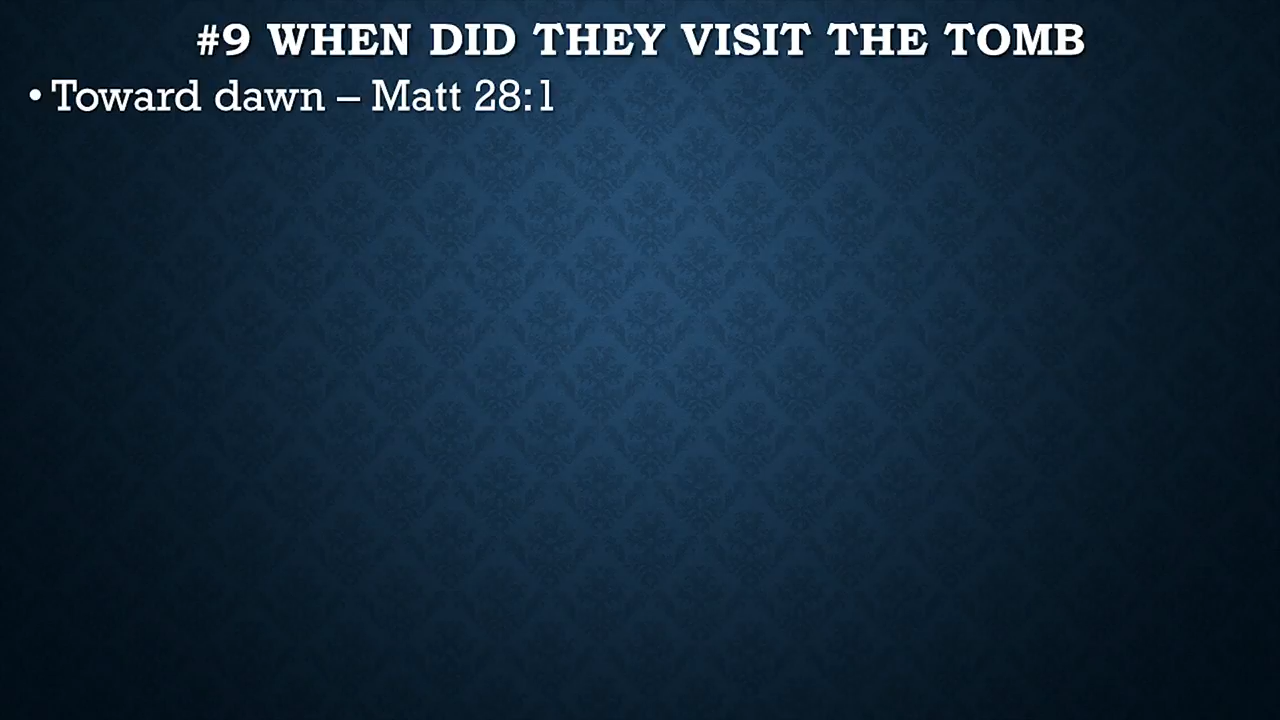 #9 WHEN DID THEY VISIT THE TOMB
• Toward dawn – Matt 28:1